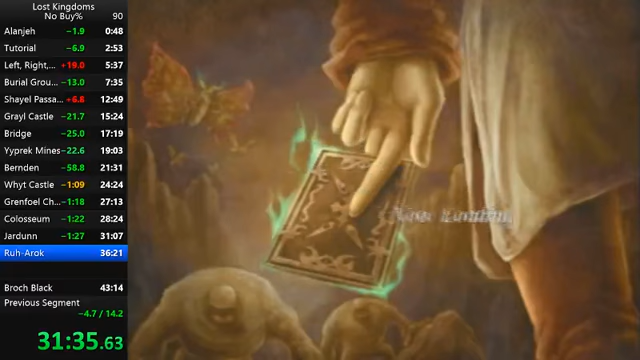 Lost Kingdoms
No Buy% 90
Alanjeh -1.9 0:48
Tutorial -6.9 2:53
Left, Right,... +19.0 5:37
Burial Grou... -13.0 7:35
Shayel Passa... +6.8 12:49
Grayl Castle -21.7 15:24
Bridge -25.0 17:19
Yyprek Mines -22.6 19:03
Bernden -58.8 21:31
Whyt Castle -1:09 24:24
Grenfoel Ch... -1:18 27:13
Colosseum -1:22 28:24
Jardunn -1:27 31:07
Ruh-Arok 36:21
Now Loading
Broch Black 43:14
Previous Segment
-4.7 / 14.2
31:35.63